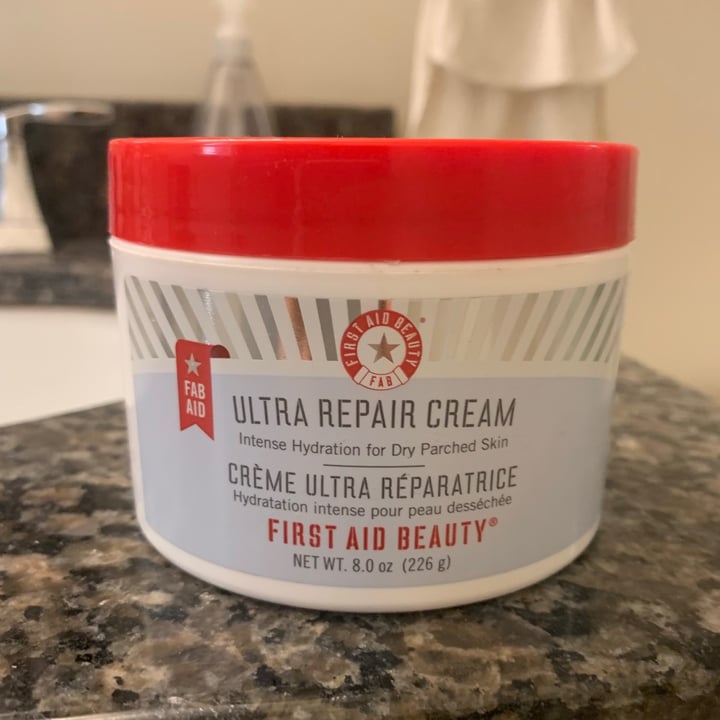 FIRST AID BEAUTY®
FAB
FAB
AID
ULTRA REPAIR CREAM
Intense Hydration for Dry Parched Skin
CRÈME ULTRA RÉPARATRICE
Hydratation intense pour peau desséchée
FIRST AID BEAUTY®
NET WT. 8.0 oz (226 g)